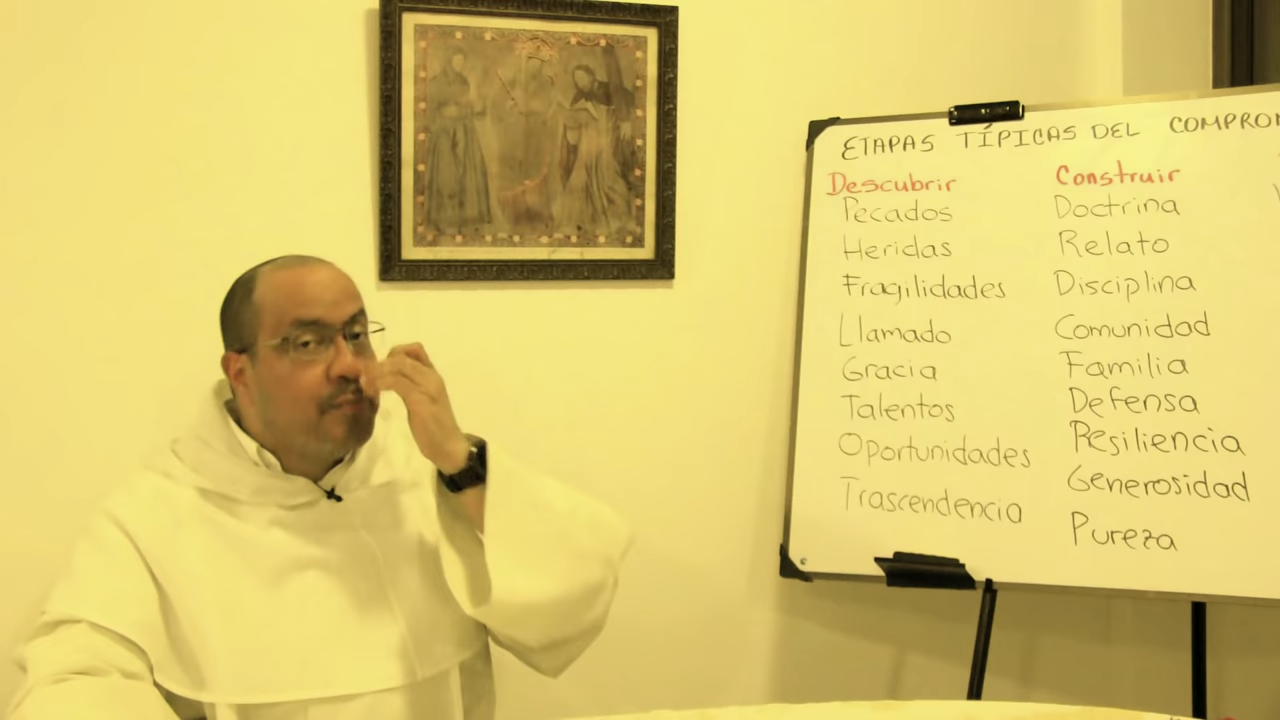 ETAPAS TÍPICAS DEL
Descubrir
Pecados
Heridas
Fragilidades
Llamado
Gracia
Talentos
Oportunidades
Trascendencia
Construir
Doctrina
Relato
Disciplina
Comunidad
Familia
Defensa
Resiliencia
Generosidad
Pureza